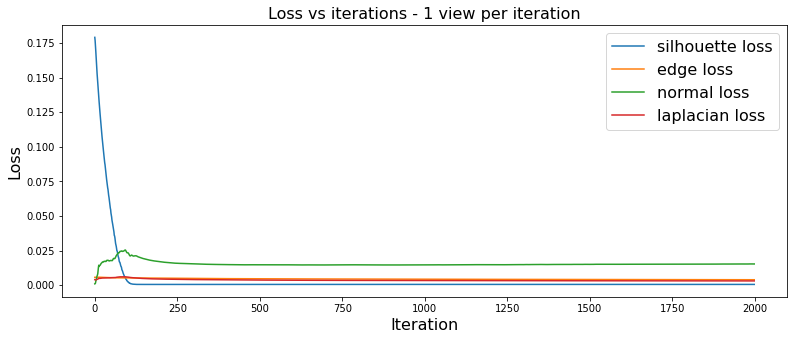 Loss vs iterations - 1 view per iteration
silhouette loss
edge loss
normal loss
laplacian loss
Loss
0.175
0.150
0.125
0.100
0.075
0.050
0.025
0.000
0
250
500
750
1000
1250
1500
1750
2000
Iteration